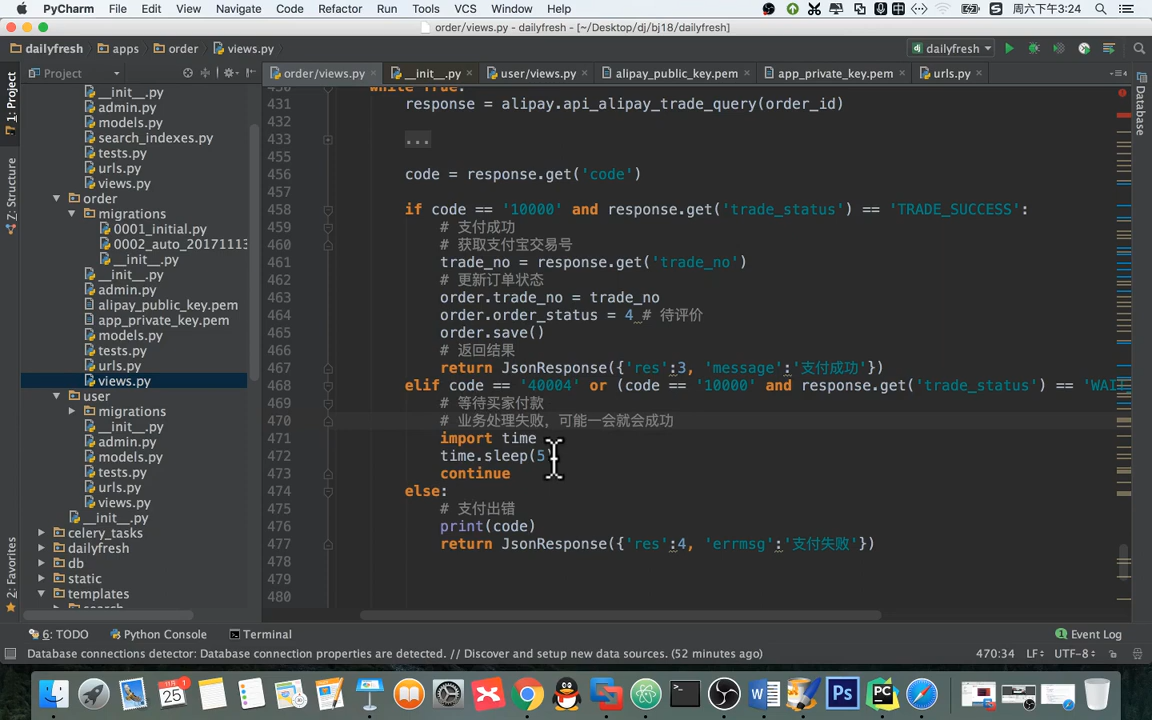 PyCharm File Edit View Navigate Code Refactor Run Tools VCS Window Help 周六下午3:24
order/views.py - dailyfresh - [~/Desktop/dj/bj18/dailyfresh]
dailyfresh apps order views.py dailyfresh
Project order/views.py __init__.py user/views.py alipay_public_key.pem app_private_key.pem urls.py
1: Project
Z: Structure
2: Favorites
Database
__init__.py
admin.py
models.py
search_indexes.py
tests.py
urls.py
views.py
order
migrations
0001_initial.py
0002_auto_20171113
__init__.py
__init__.py
admin.py
alipay_public_key.pem
app_private_key.pem
models.py
tests.py
urls.py
views.py
user
migrations
__init__.py
admin.py
models.py
tests.py
urls.py
views.py
__init__.py
celery_tasks
dailyfresh
db
static
templates
search
430 while True:
431 response = alipay.api_alipay_trade_query(order_id)
432
433 ...
455
456 code = response.get('code')
457
458 if code == '10000' and response.get('trade_status') == 'TRADE_SUCCESS':
459 # 支付成功
460 # 获取支付宝交易号
461 trade_no = response.get('trade_no')
462 # 更新订单状态
463 order.trade_no = trade_no
464 order.order_status = 4 # 待评价
465 order.save()
466 # 返回结果
467 return JsonResponse({'res':3, 'message':'支付成功'})
468 elif code == '40004' or (code == '10000' and response.get('trade_status') == 'WAIT
469 # 等待买家付款
470 # 业务处理失败，可能一会就会成功
471 import time
472 time.sleep(5)
473 continue
474 else:
475 # 支付出错
476 print(code)
477 return JsonResponse({'res':4, 'errmsg':'支付失败'})
478
479
480
6: TODO Python Console Terminal 1 Event Log
Database connections detector: Database connection properties are detected. // Discover and setup new data sources. (52 minutes ago) 470:34 LF UTF-8